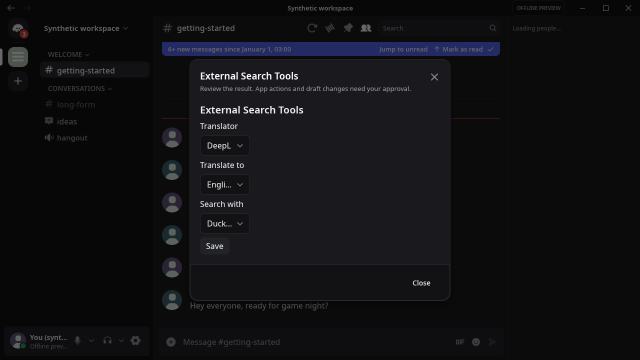 Synthetic workspace
OFFLINE PREVIEW
Synthetic workspace
getting-started
Search
Loading people...
6+ new messages since January 1, 03:00
Jump to unread
Mark as read
WELCOME
getting-started
CONVERSATIONS
long-form
ideas
hangout
External Search Tools
Review the result. App actions and draft changes need your approval.
External Search Tools
Translator
DeepL
Translate to
Engli...
Search with
Duck...
Save
Close
Hey everyone, ready for game night?
You (synt...
Offline prev...
Message #getting-started
GIF
3